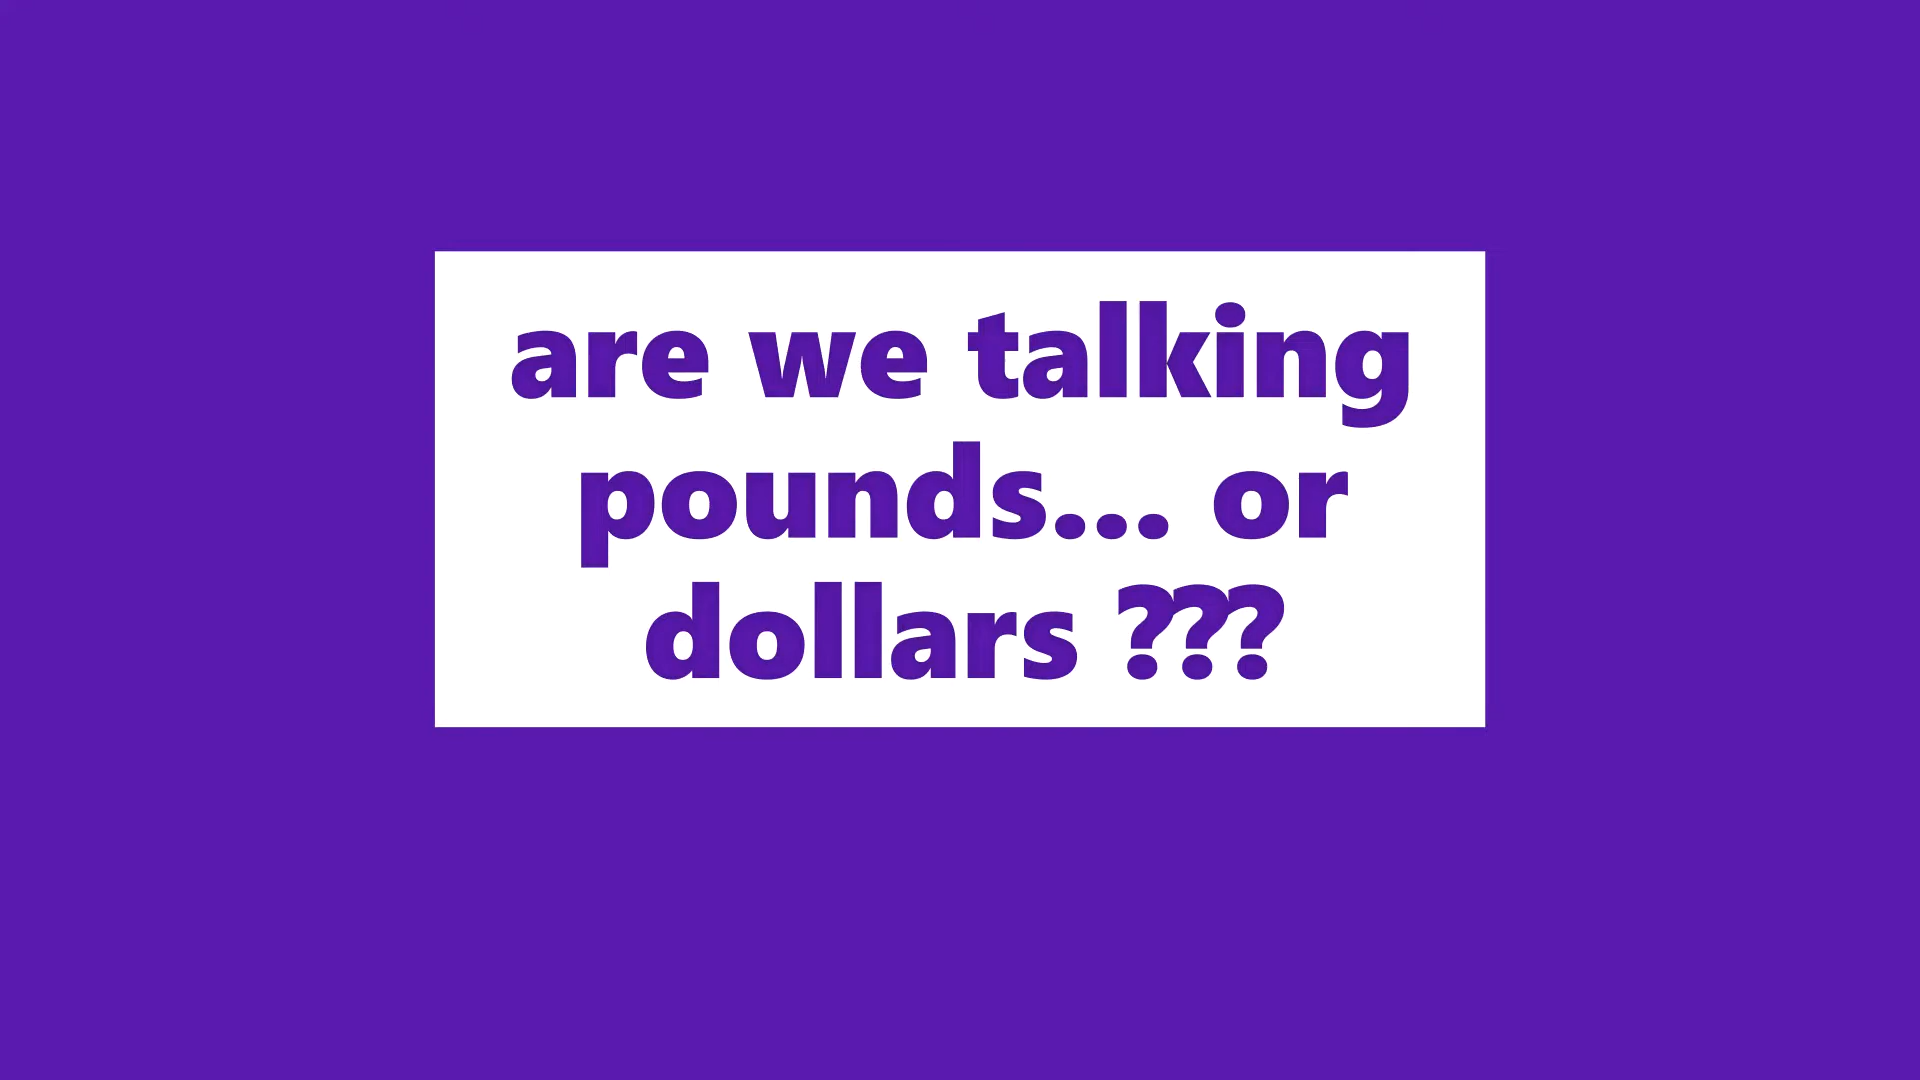 are we talking
pounds... or
dollars ???